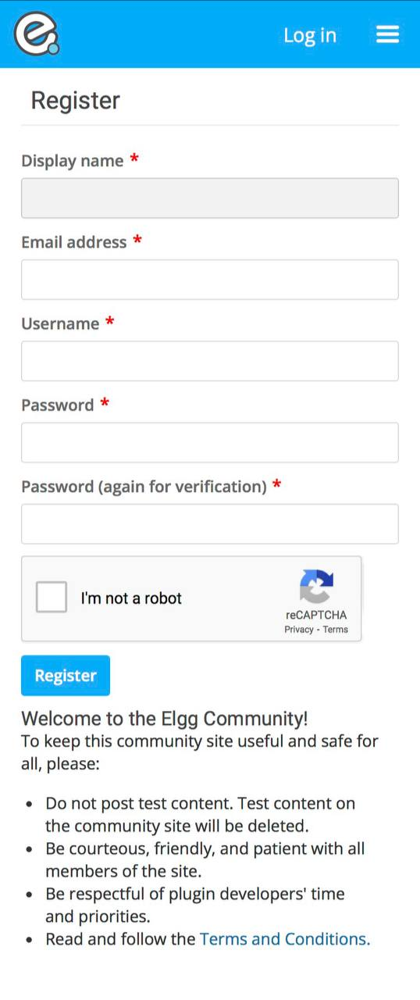 Log in
Register
Display name *
Email address *
Username *
Password *
Password (again for verification) *
I'm not a robot
reCAPTCHA
Privacy - Terms
Register
Welcome to the Elgg Community!
To keep this community site useful and safe for
all, please:
• Do not post test content. Test content on
the community site will be deleted.
• Be courteous, friendly, and patient with all
members of the site.
• Be respectful of plugin developers' time
and priorities.
• Read and follow the Terms and Conditions.